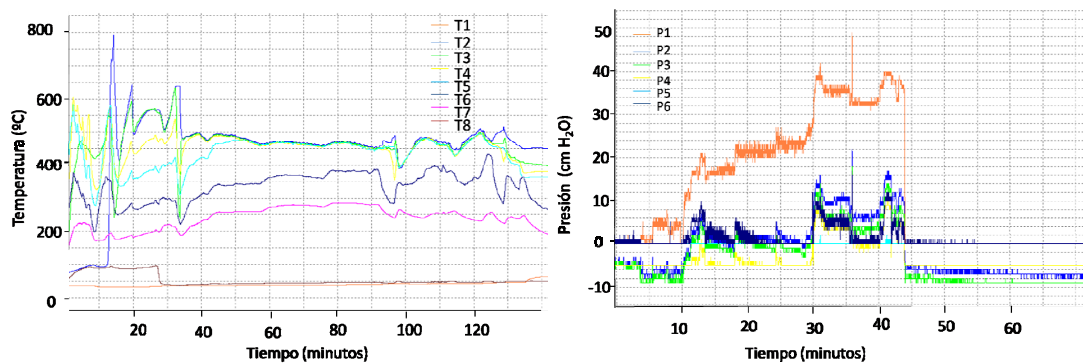 800
600
400
200
0
Temperatura (ºC)
T1
T2
T3
T4
T5
T6
T7
T8
20
40
60
80
100
120
Tiempo (minutos)
50
40
30
20
10
0
-10
Presión (cm H₂O)
P1
P2
P3
P4
P5
P6
10
20
30
40
50
60
Tiempo (minutos)